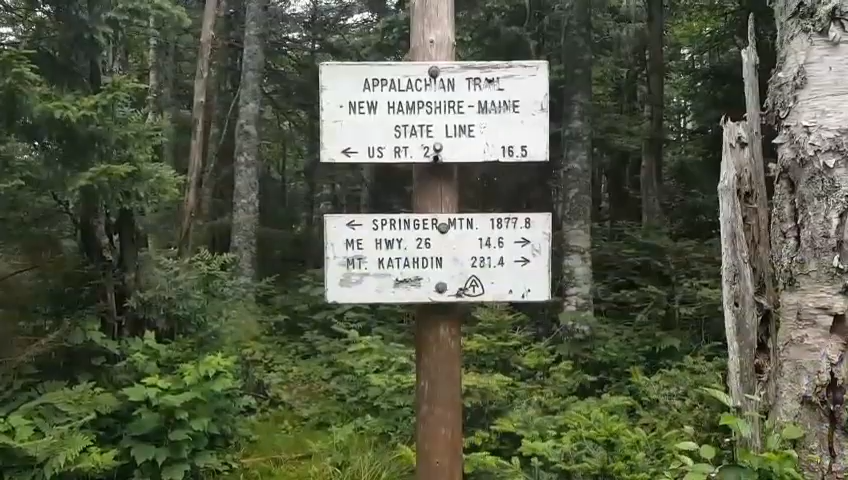 APPALACHIAN TRAIL
NEW HAMPSHIRE-MAINE
STATE LINE
← US RT. 2 16.5
← SPRINGER MTN. 1877.8
ME HWY. 26 14.6 →
MT. KATAHDIN 281.4 →